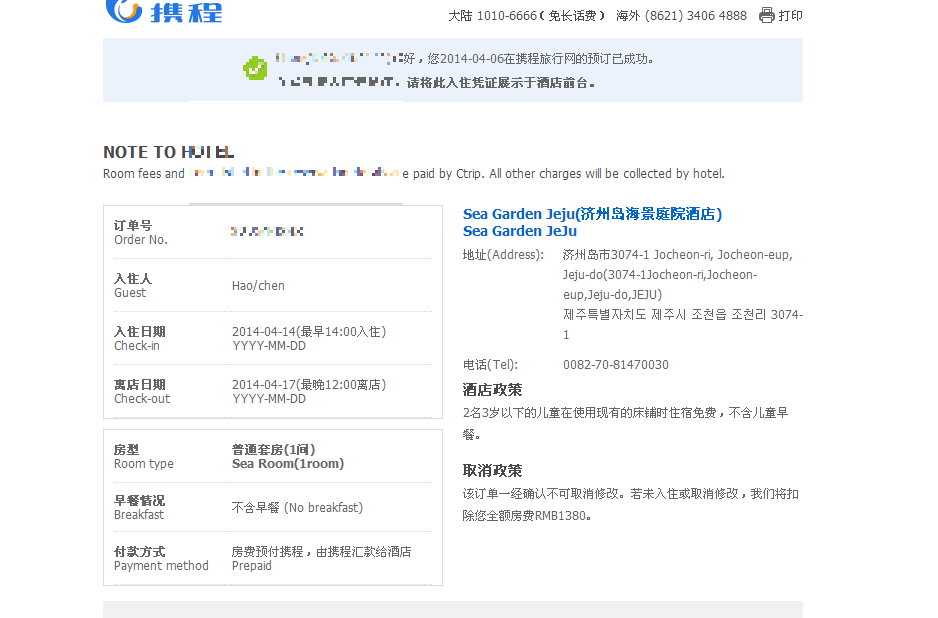 携程
大陆 1010-6666(免长话费) 海外 (8621) 3406 4888 打印
好，您2014-04-06在携程旅行网的预订已成功。
请将此入住凭证展示于酒店前台。
NOTE TO HOTEL
Room fees and e paid by Ctrip. All other charges will be collected by hotel.
订单号
Order No.
入住人
Guest
Hao/chen
入住日期
Check-in
2014-04-14(最早14:00入住)
YYYY-MM-DD
离店日期
Check-out
2014-04-17(最晚12:00离店)
YYYY-MM-DD
房型
Room type
普通套房(1间)
Sea Room(1room)
早餐情况
Breakfast
不含早餐 (No breakfast)
付款方式
Payment method
房费预付携程，由携程汇款给酒店
Prepaid
Sea Garden Jeju(济州岛海景庭院酒店)
Sea Garden JeJu
地址(Address):
济州岛市3074-1 Jocheon-ri, Jocheon-eup,
Jeju-do(3074-1Jocheon-ri,Jocheon-
eup,Jeju-do,JEJU)
제주특별자치도 제주시 조천읍 조천리 3074-
1
电话(Tel):
0082-70-81470030
酒店政策
2名3岁以下的儿童在使用现有的床铺时住宿免费，不含儿童早
餐。
取消政策
该订单一经确认不可取消修改。若未入住或取消修改，我们将扣
除您全额房费RMB1380。